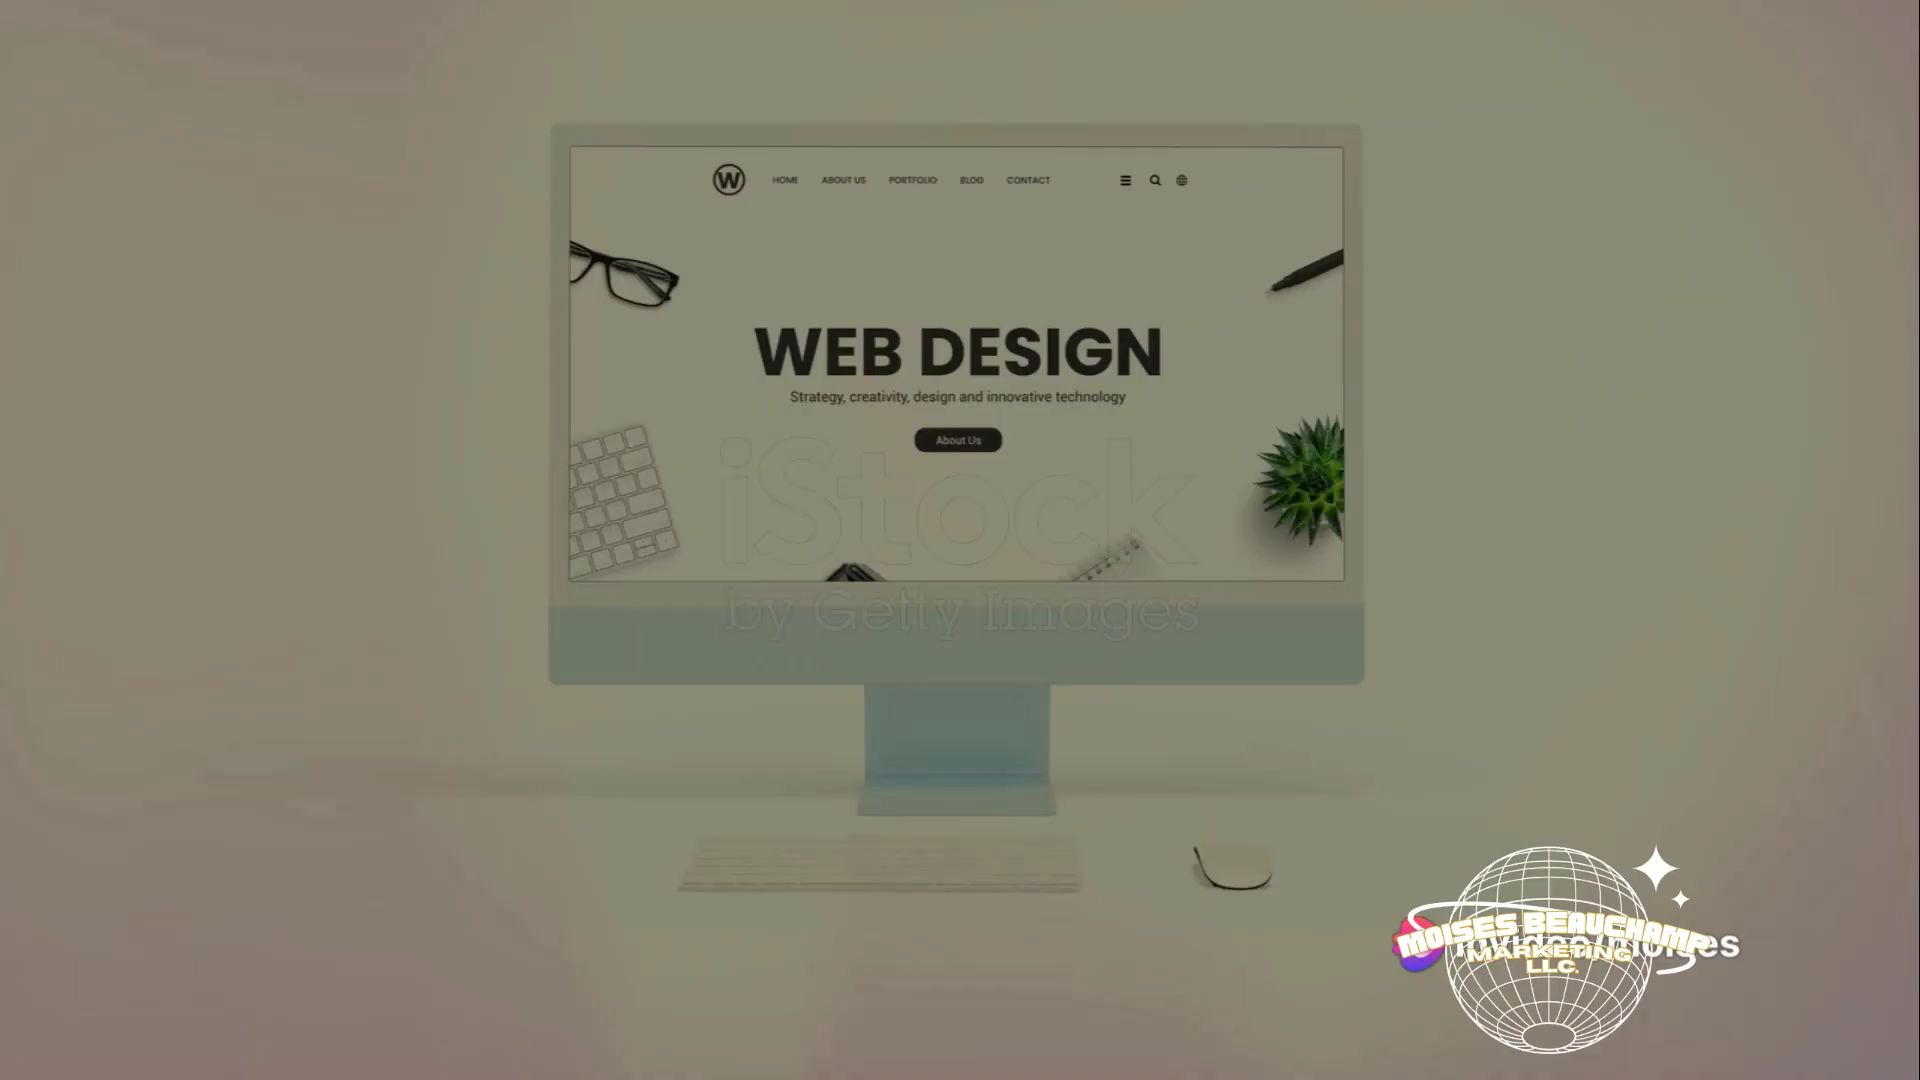 W HOME ABOUT US PORTFOLIO BLOG CONTACT
WEB DESIGN
Strategy, creativity, design and innovative technology
About Us
iStock
by Getty Images
MOISES BEAUCHAMP
MARKETING
LLC.